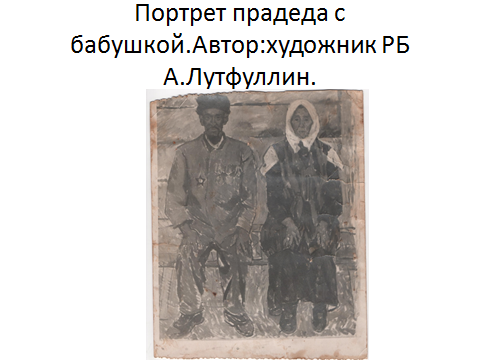 Портрет прадеда с
бабушкой.Автор:художник РБ
А.Лутфуллин.